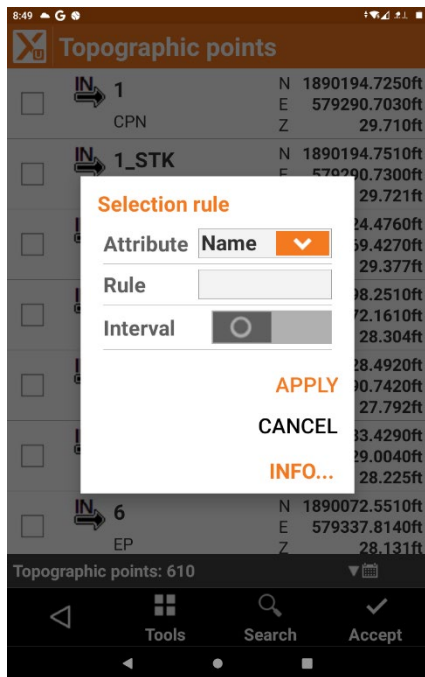 8:49 G
X U Topographic points
1 N 1890194.7250ft
E 579290.7030ft
CPN Z 29.710ft
1_STK N 1890194.7510ft
E 579290.7300ft
29.721ft
Selection rule
24.4760ft
Attribute Name 59.4270ft
29.377ft
Rule 98.2510ft
72.1610ft
Interval 28.304ft
28.4920ft
APPLY 90.7420ft
27.792ft
CANCEL 33.4290ft
29.0040ft
INFO... 28.225ft
6 N 1890072.5510ft
E 579337.8140ft
EP Z 28.131ft
Topographic points: 610
Tools Search Accept